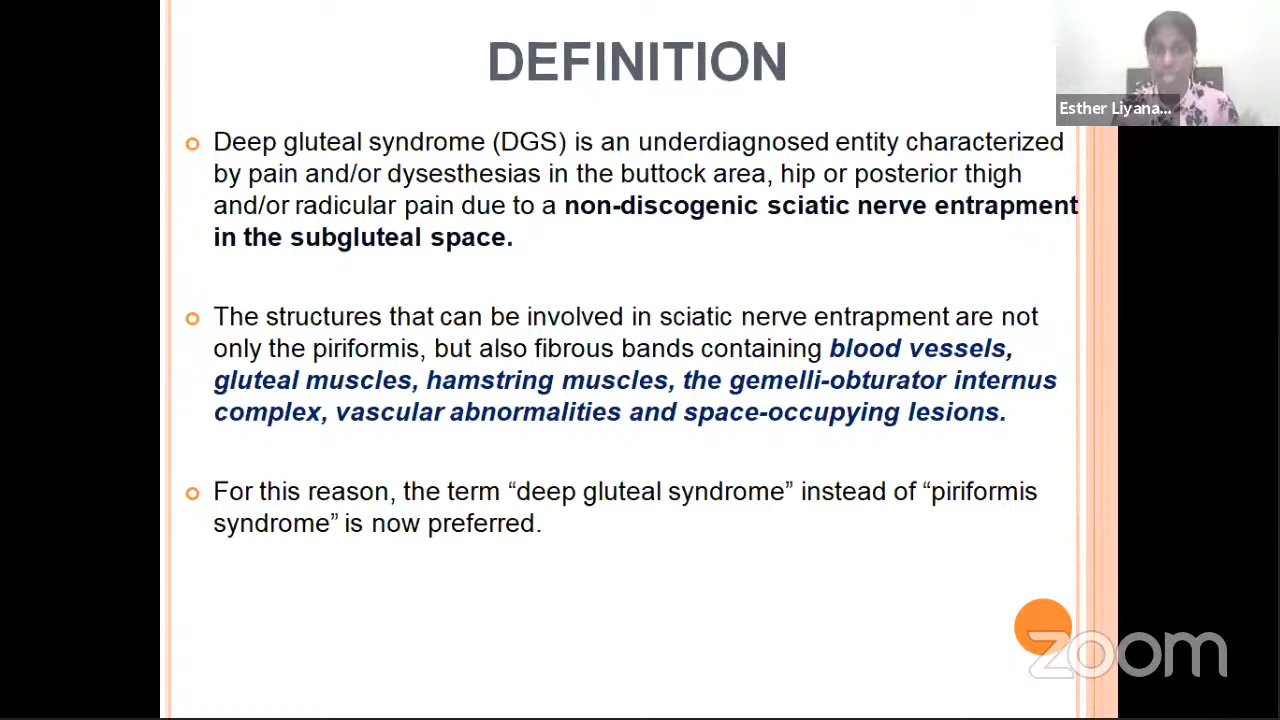 DEFINITION
Esther Liyana...
Deep gluteal syndrome (DGS) is an underdiagnosed entity characterized
by pain and/or dysesthesias in the buttock area, hip or posterior thigh
and/or radicular pain due to a non-discogenic sciatic nerve entrapment
in the subgluteal space.
The structures that can be involved in sciatic nerve entrapment are not
only the piriformis, but also fibrous bands containing blood vessels,
gluteal muscles, hamstring muscles, the gemelli-obturator internus
complex, vascular abnormalities and space-occupying lesions.
For this reason, the term “deep gluteal syndrome” instead of “piriformis
syndrome” is now preferred.
zoom